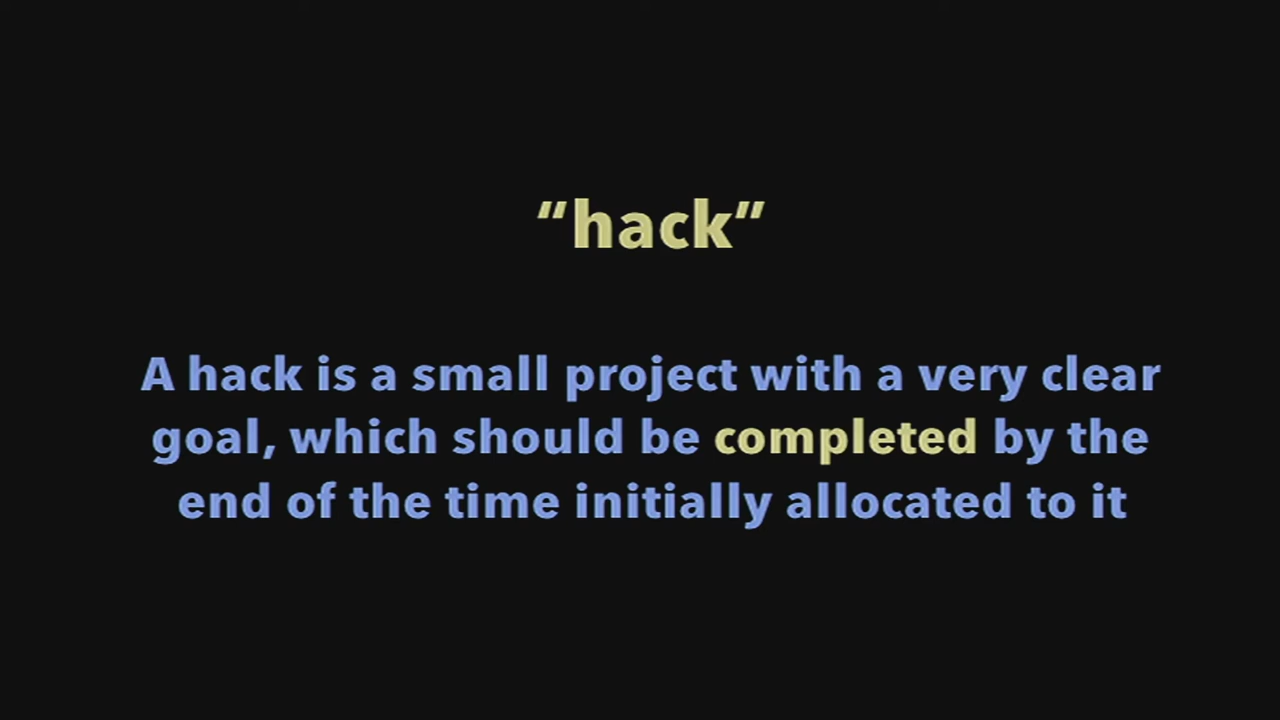 “hack”
A hack is a small project with a very clear
goal, which should be completed by the
end of the time initially allocated to it